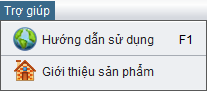 Trợ giúp
Hướng dẫn sử dụng F1
Giới thiệu sản phẩm